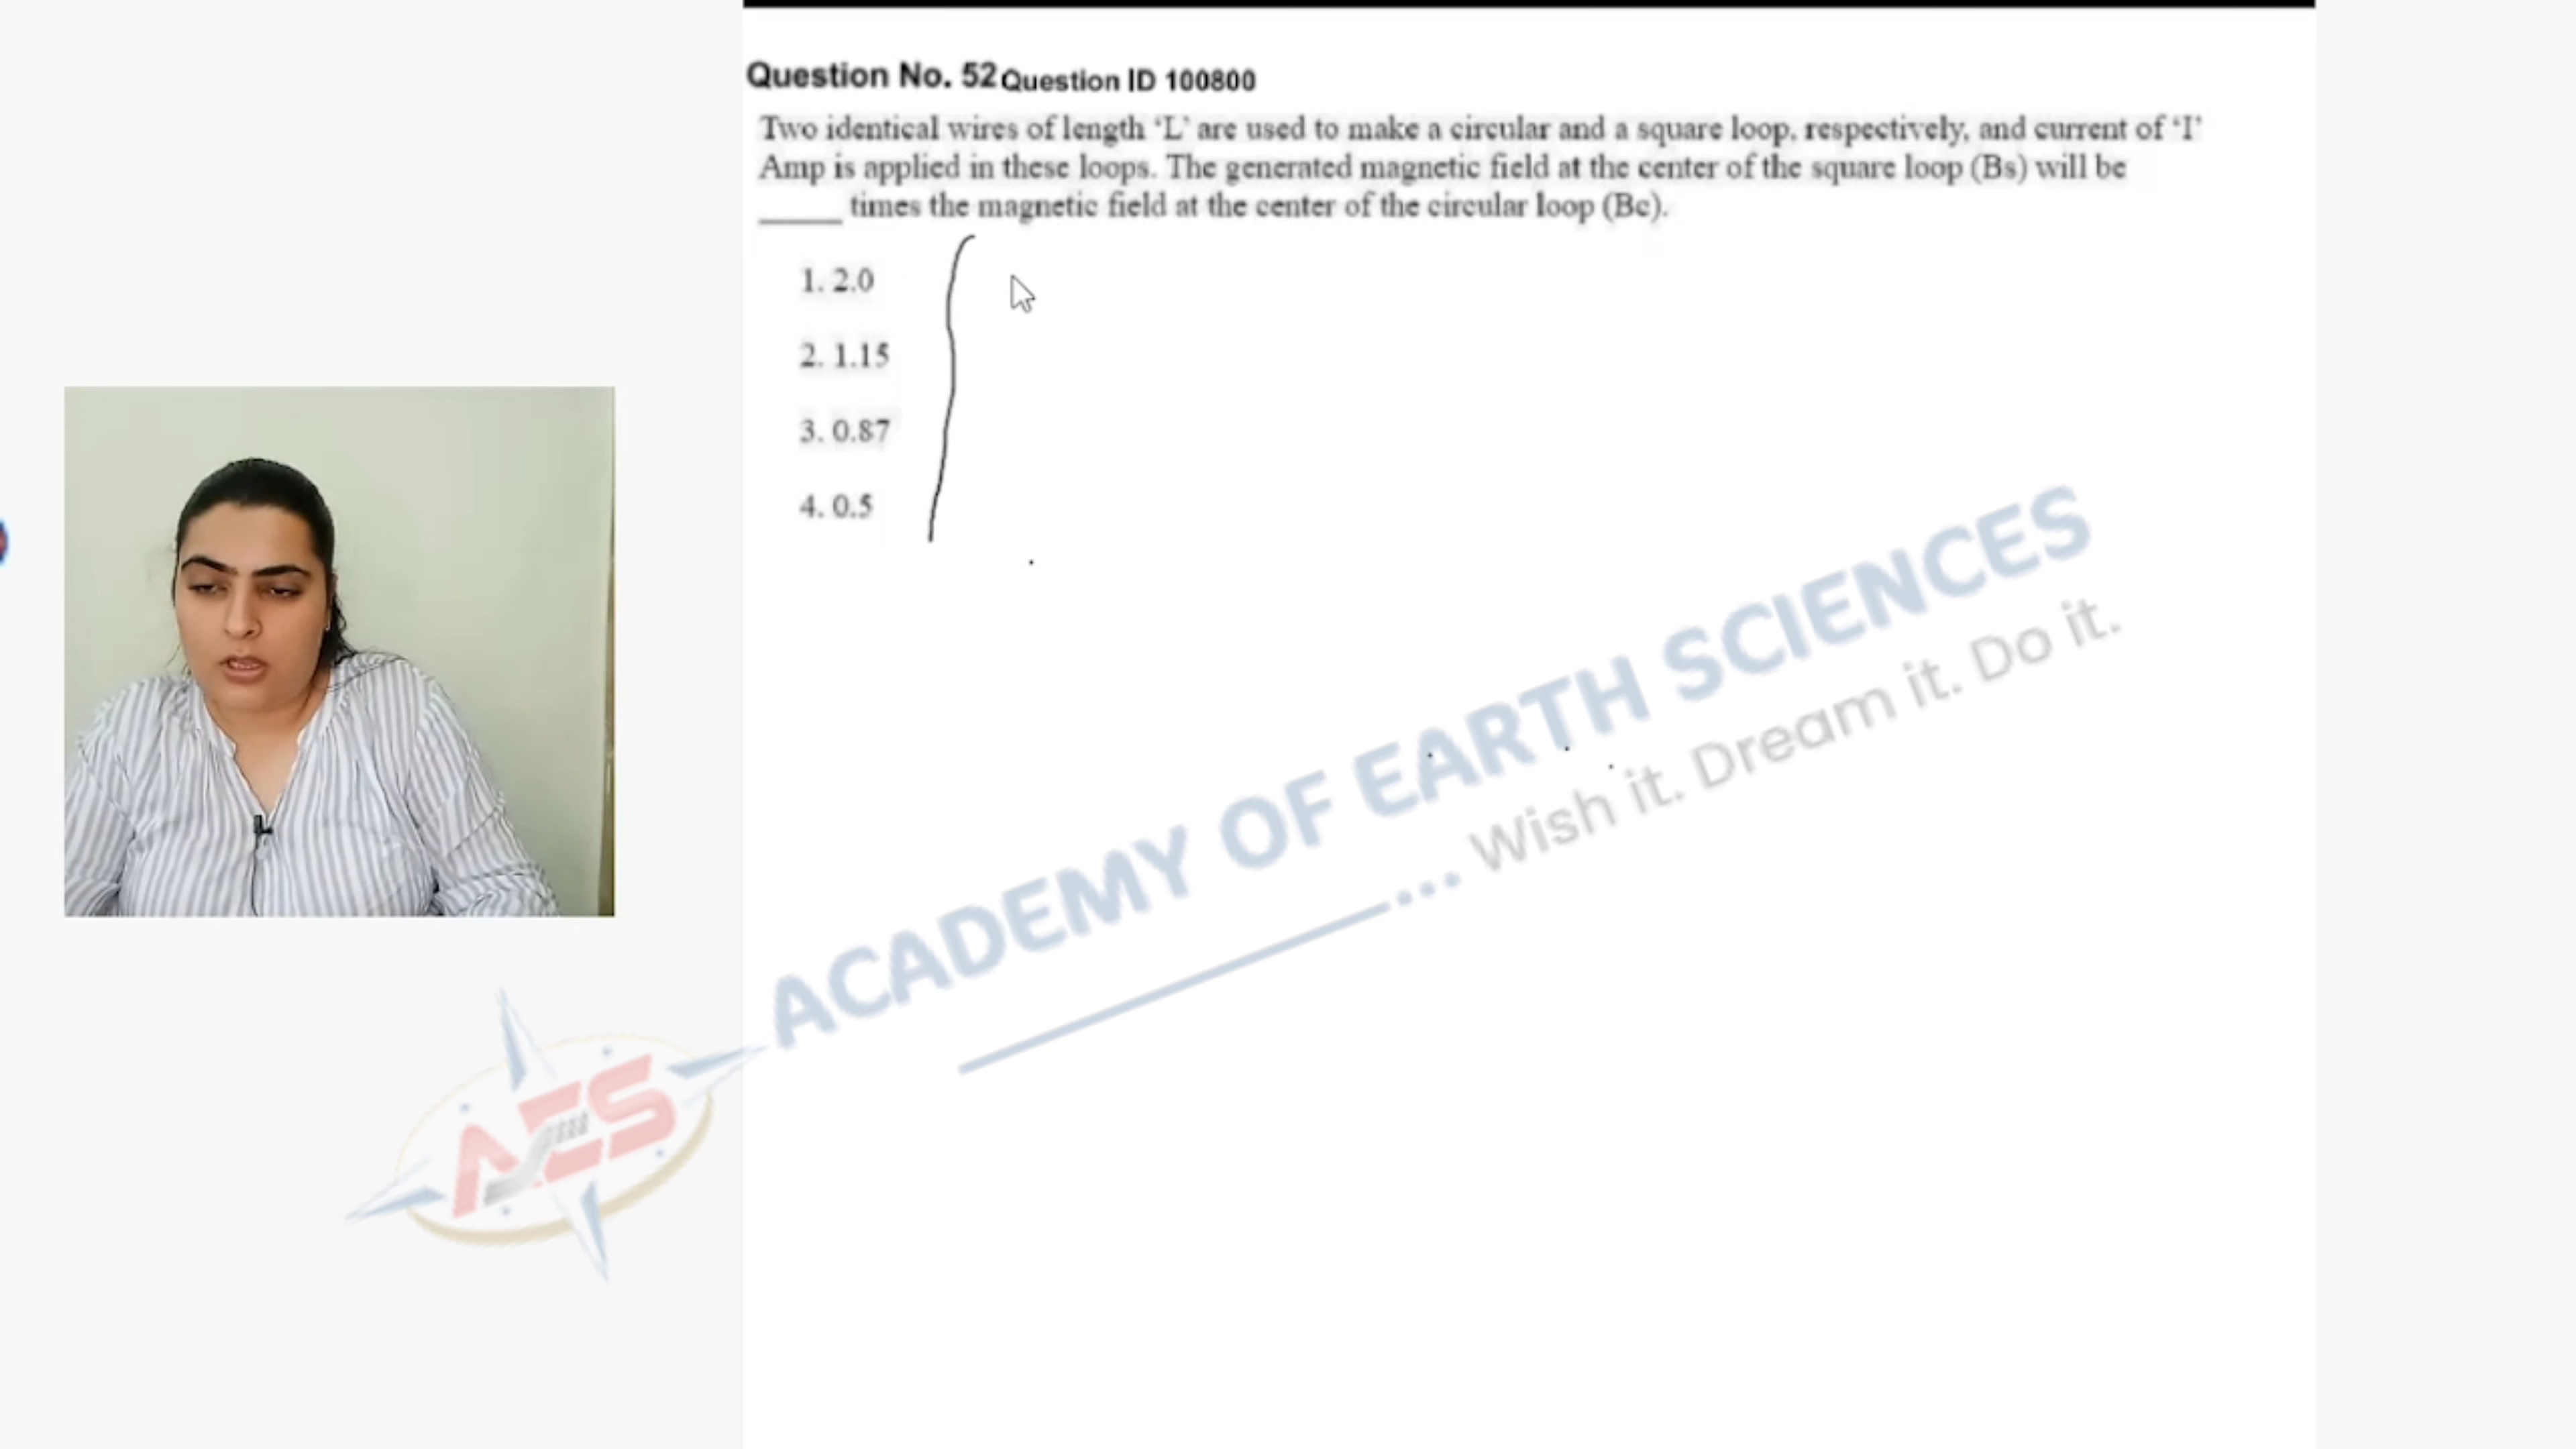 Question No. 52 Question ID 100800
Two identical wires of length ‘L’ are used to make a circular and a square loop, respectively, and current of ‘I’
Amp is applied in these loops. The generated magnetic field at the center of the square loop (Bs) will be
_____ times the magnetic field at the center of the circular loop (Bc).
1. 2.0
2. 1.15
3. 0.87
4. 0.5
ACADEMY OF EARTH SCIENCES
... Wish it. Dream it. Do it.
AES